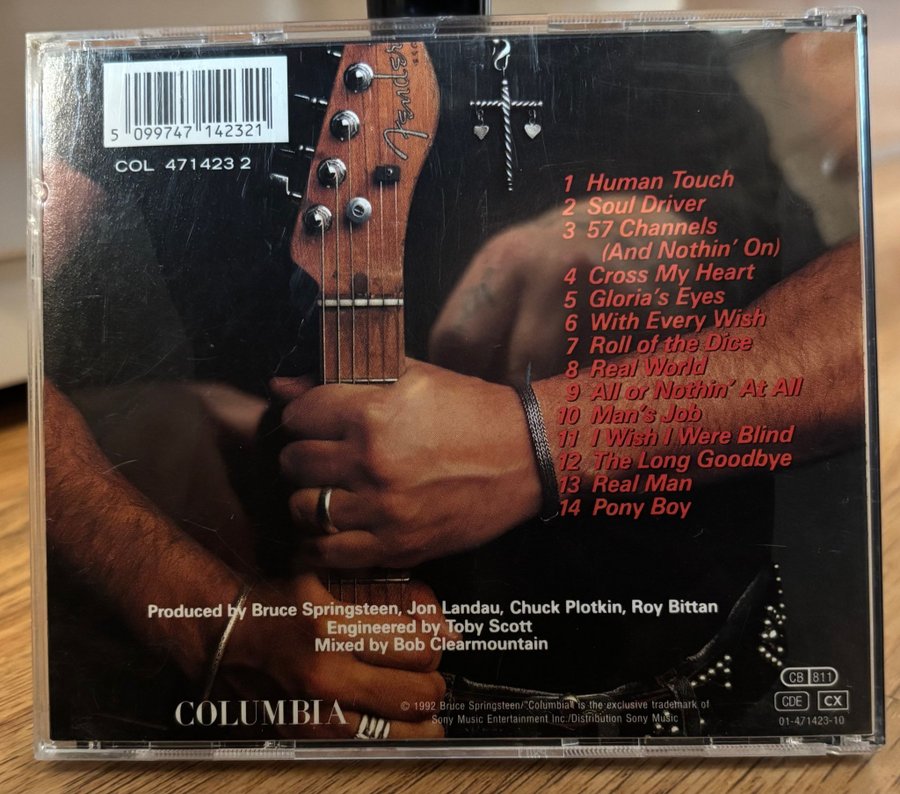 5 099747 142321
COL 471423 2
Fender
1 Human Touch
2 Soul Driver
3 57 Channels
(And Nothin' On)
4 Cross My Heart
5 Gloria's Eyes
6 With Every Wish
7 Roll of the Dice
8 Real World
9 All or Nothin' At All
10 Man's Job
11 I Wish I Were Blind
12 The Long Goodbye
13 Real Man
14 Pony Boy
Produced by Bruce Springsteen, Jon Landau, Chuck Plotkin, Roy Bittan
Engineered by Toby Scott
Mixed by Bob Clearmountain
COLUMBIA
© 1992 Bruce Springsteen/"Columbia" is the exclusive trademark of
Sony Music Entertainment Inc./Distribution Sony Music
CB 811
CDE CX
01-471423-10